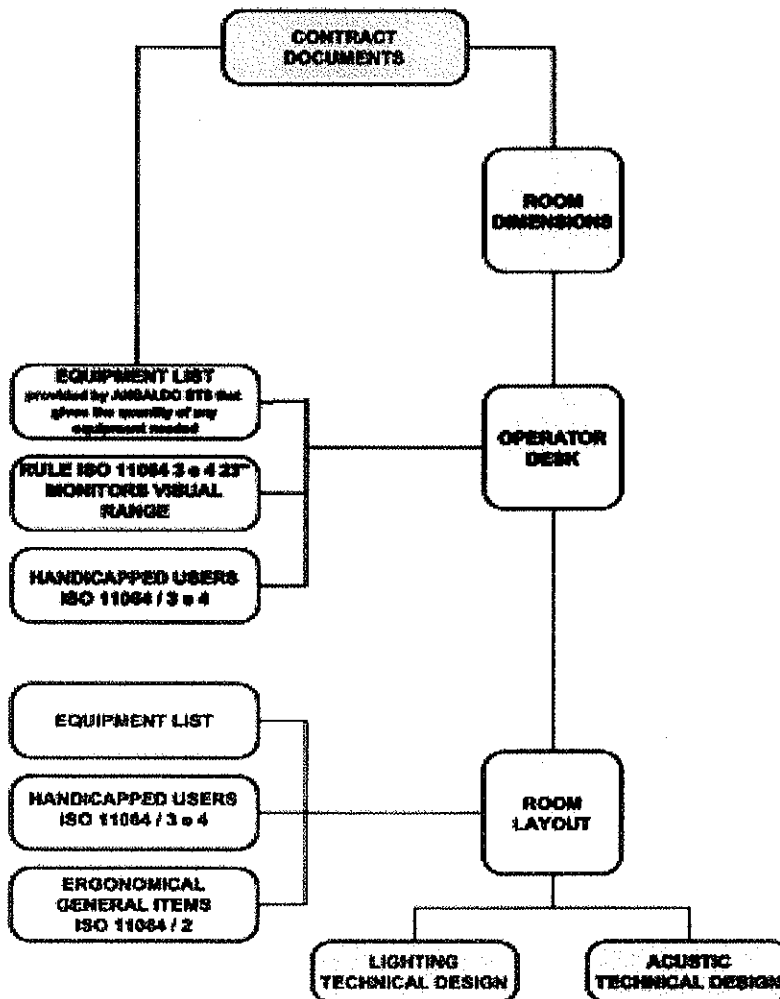 CONTRACT
DOCUMENTS
ROOM
DIMENSIONS
EQUIPMENT LIST
provided by ANSALDO STS that
gives the quantity of any
equipment needed
RULE ISO 11064 3 e 4 23"
MONITORS VISUAL
RANGE
HANDICAPPED USERS
ISO 11064 / 3 e 4
OPERATOR
DESK
EQUIPMENT LIST
HANDICAPPED USERS
ISO 11064 / 3 e 4
ERGONOMICAL
GENERAL ITEMS
ISO 11064 / 2
ROOM
LAYOUT
LIGHTING
TECHNICAL DESIGN
ACUSTIC
TECHNICAL DESIGN